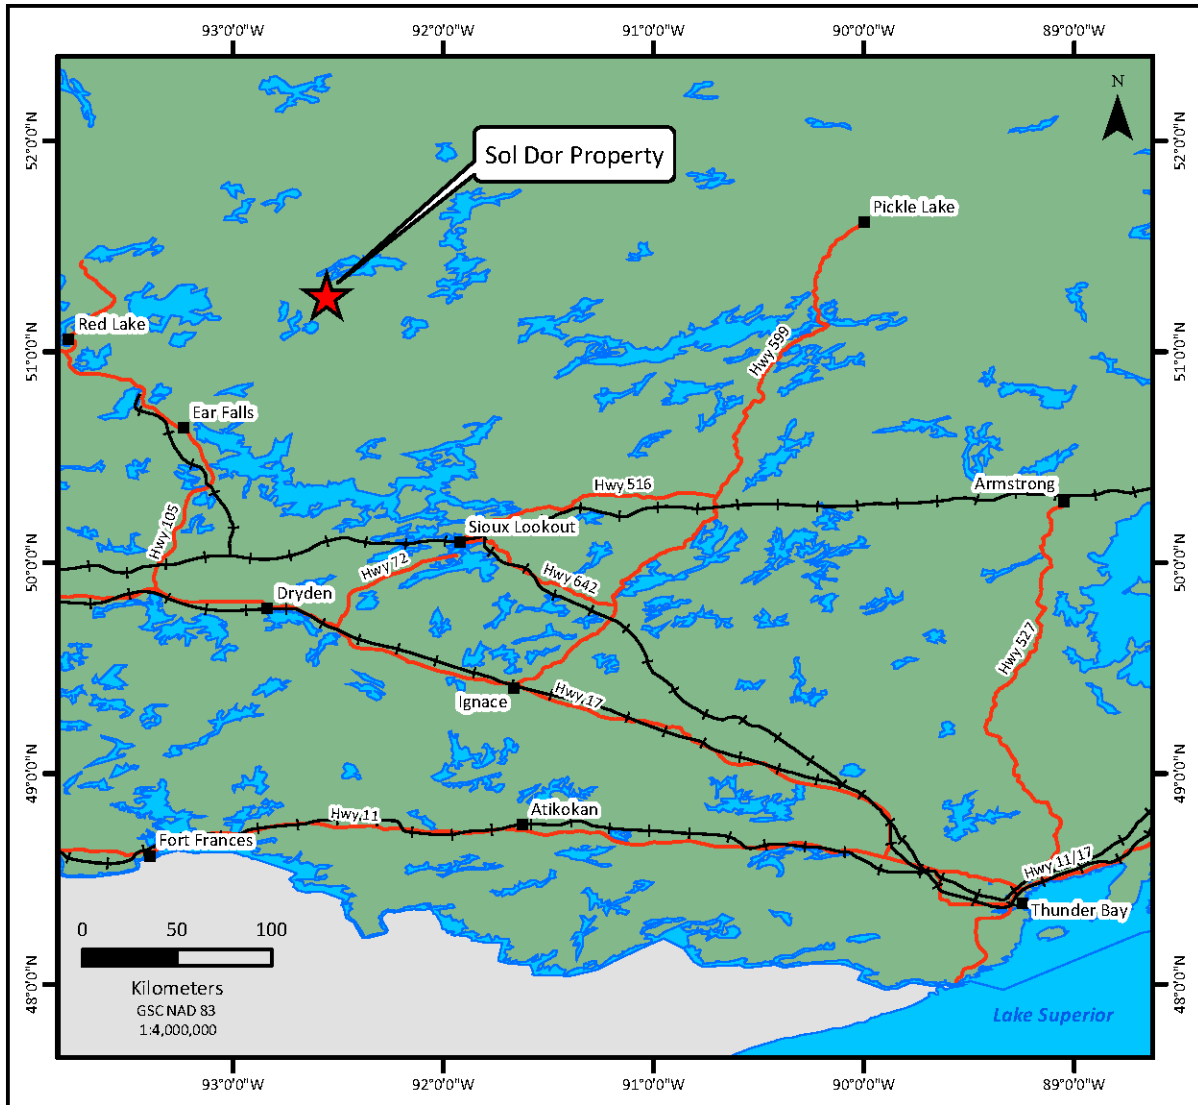 93°0'0"W
92°0'0"W
91°0'0"W
90°0'0"W
89°0'0"W
N
52°0'0"N
52°0'0"N
Sol Dor Property
Pickle Lake
Red Lake
51°0'0"N
51°0'0"N
Hwy 599
Ear Falls
Hwy 516
Armstrong
Hwy 105
Sioux Lookout
50°0'0"N
50°0'0"N
Hwy 72
Hwy 642
Dryden
Hwy 527
Ignace
Hwy 17
49°0'0"N
49°0'0"N
Hwy 11
Atikokan
Fort Frances
Hwy 11/17
Thunder Bay
0 50 100
Kilometers
GSC NAD 83
1:4,000,000
48°0'0"N
48°0'0"N
Lake Superior
93°0'0"W
92°0'0"W
91°0'0"W
90°0'0"W
89°0'0"W